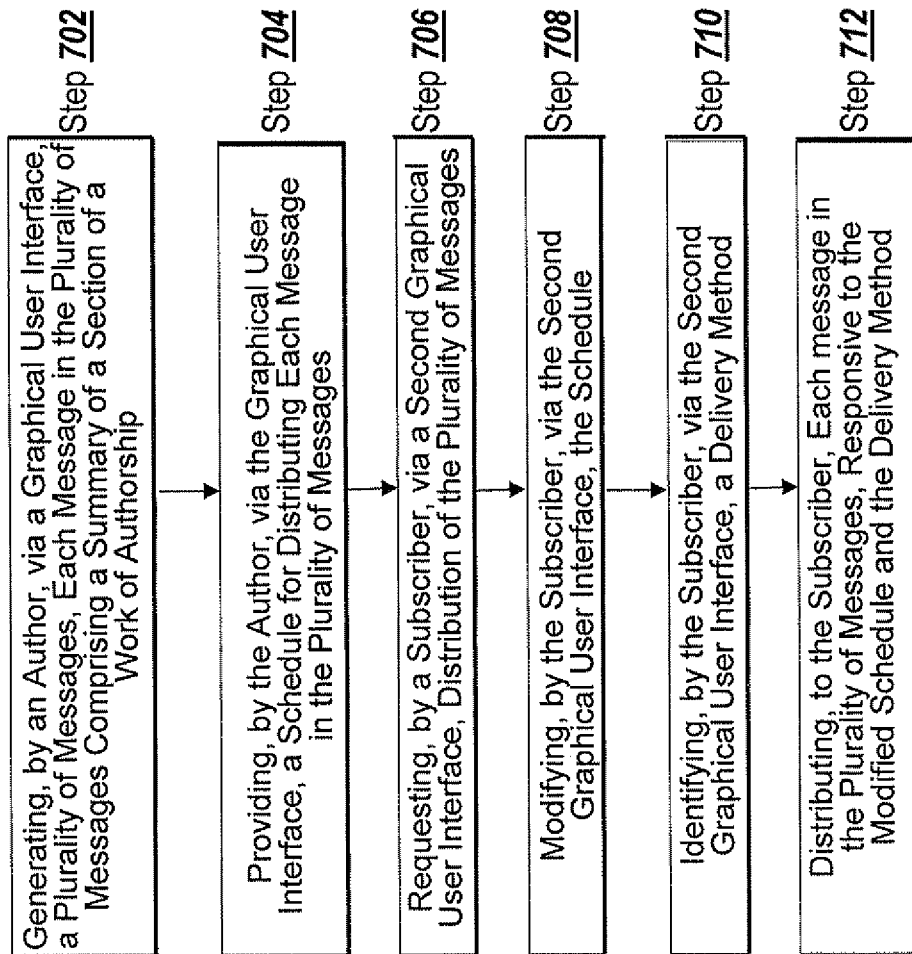 Generating, by an Author, via a Graphical User Interface,
a Plurality of Messages, Each Message in the Plurality of
Messages Comprising a Summary of a Section of a
Work of Authorship
Step 702
Providing, by the Author, via the Graphical User
Interface, a Schedule for Distributing Each Message
in the Plurality of Messages
Step 704
Requesting, by a Subscriber, via a Second Graphical
User Interface, Distribution of the Plurality of Messages
Step 706
Modifying, by the Subscriber, via the Second
Graphical User Interface, the Schedule
Step 708
Identifying, by the Subscriber, via the Second
Graphical User Interface, a Delivery Method
Step 710
Distributing, to the Subscriber, Each message in
the Plurality of Messages, Responsive to the
Modified Schedule and the Delivery Method
Step 712